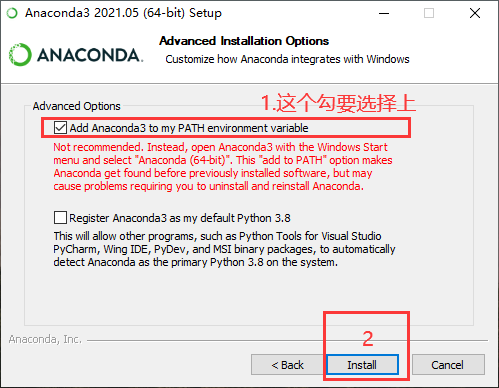 Anaconda3 2021.05 (64-bit) Setup
ANACONDA.
Advanced Installation Options
Customize how Anaconda integrates with Windows
1.这个勾要选择上
Advanced Options
Add Anaconda3 to my PATH environment variable
Not recommended. Instead, open Anaconda3 with the Windows Start
menu and select "Anaconda (64-bit)". This "add to PATH" option makes
Anaconda get found before previously installed software, but may
cause problems requiring you to uninstall and reinstall Anaconda.
Register Anaconda3 as my default Python 3.8
This will allow other programs, such as Python Tools for Visual Studio
PyCharm, Wing IDE, PyDev, and MSI binary packages, to automatically
detect Anaconda as the primary Python 3.8 on the system.
Anaconda, Inc.
2
< Back
Install
Cancel